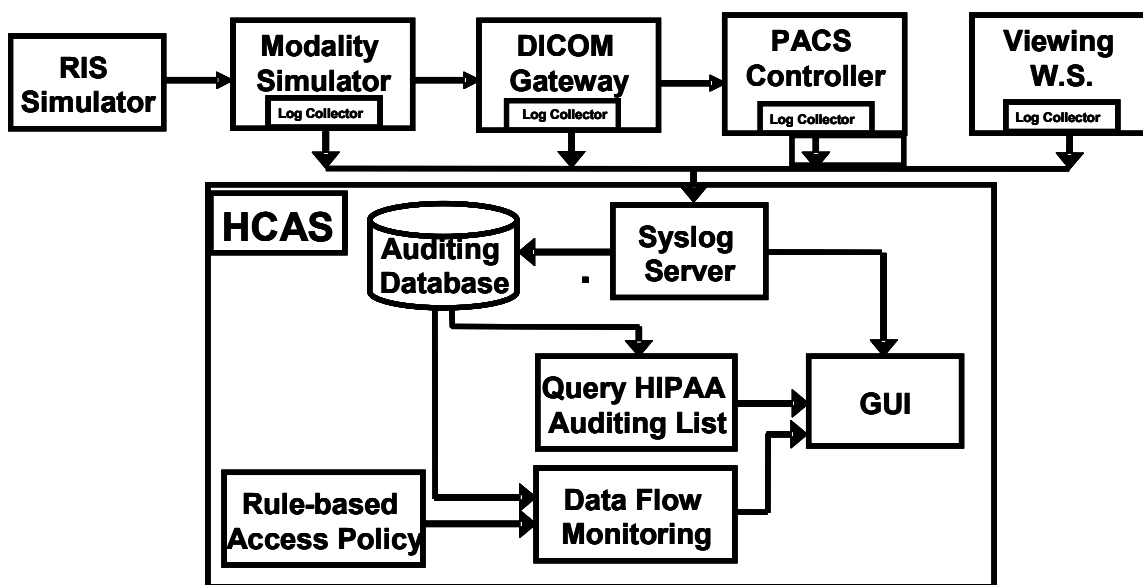 RIS
Simulator
Modality
Simulator
Log Collector
DICOM
Gateway
Log Collector
PACS
Controller
Log Collector
Viewing
W.S.
Log Collector
HCAS
Auditing
Database
.
Syslog
Server
Query HIPAA
Auditing List
GUI
Rule-based
Access Policy
Data Flow
Monitoring